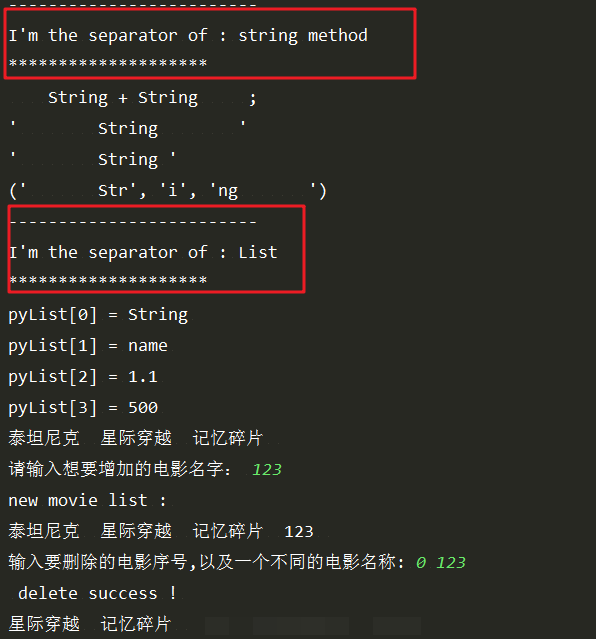 -------------------------
I'm the separator of : string method
********************
    String + String     ;
'        String        '
'        String '
('       Str', 'i', 'ng       ')
-------------------------
I'm the separator of : List
********************
pyList[0] = String
pyList[1] = name
pyList[2] = 1.1
pyList[3] = 500
泰坦尼克  星际穿越  记忆碎片
请输入想要增加的电影名字： 123
new movie list :
泰坦尼克  星际穿越  记忆碎片  123
输入要删除的电影序号,以及一个不同的电影名称: 0 123
 delete success !
星际穿越  记忆碎片